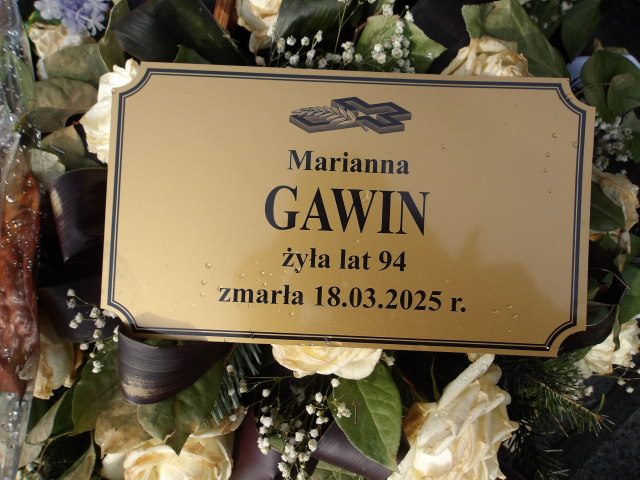 Marianna
GAWIN
żyła lat 94
zmarła 18.03.2025 r.